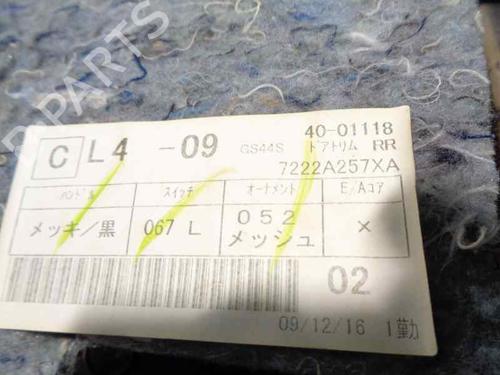 B-PARTS
C L4 -09 GS44S 40-01118
ドアトリム RR
7222A257XA
ハンドル スイッチ オーナメント E/Aコア
メッキ/黒 067 L 052 メッシュ ×
02
09/12/16 1勤